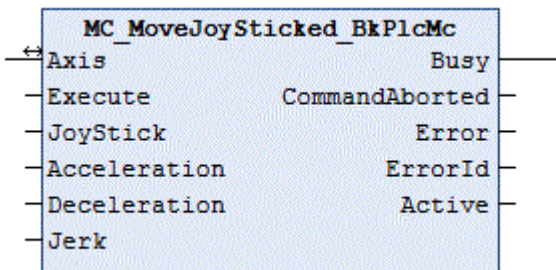 MC_MoveJoySticked_BkPlcMc
Axis Busy
Execute CommandAborted
JoyStick Error
Acceleration ErrorId
Deceleration Active
Jerk